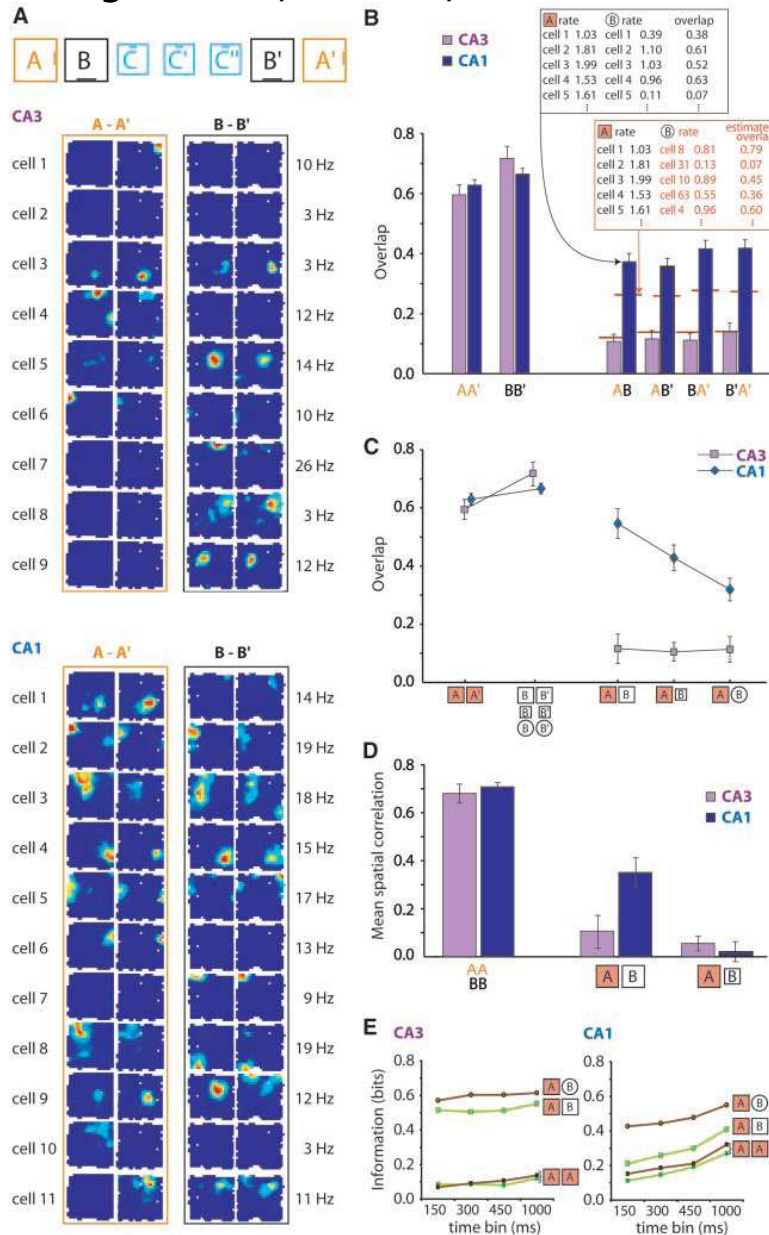 A
A B C C' C" B' A'
CA3
A - A' B - B'
cell 1 10 Hz
cell 2 3 Hz
cell 3 3 Hz
cell 4 12 Hz
cell 5 14 Hz
cell 6 10 Hz
cell 7 26 Hz
cell 8 3 Hz
cell 9 12 Hz
CA1
A - A' B - B'
cell 1 14 Hz
cell 2 19 Hz
cell 3 18 Hz
cell 4 15 Hz
cell 5 17 Hz
cell 6 13 Hz
cell 7 9 Hz
cell 8 19 Hz
cell 9 12 Hz
cell 10 3 Hz
cell 11 11 Hz
B
CA3
CA1
A rate B rate overlap
cell 1 1.03 cell 1 0.39 0.38
cell 2 1.81 cell 2 1.10 0.61
cell 3 1.99 cell 3 1.03 0.52
cell 4 1.53 cell 4 0.96 0.63
cell 5 1.61 cell 5 0.11 0.07
A rate B rate estimate
overla
cell 1 1.03 cell 8 0.81 0.79
cell 2 1.81 cell 31 0.13 0.07
cell 3 1.99 cell 10 0.89 0.45
cell 4 1.53 cell 63 0.55 0.36
cell 5 1.61 cell 4 0.96 0.60
Overlap
0.8
0.6
0.4
0.2
0.0
AA' BB' AB AB' BA' B'A'
C
CA3
CA1
Overlap
0.8
0.6
0.4
0.2
0.0
A A' B B' A B A B A B
B B'
B B'
D
CA3
CA1
Mean spatial correlation
0.8
0.6
0.4
0.2
0.0
AA
BB
A B A B
E
CA3 CA1
Information (bits)
0.6
0.4
0.2
0.0
A B
A B
A A
150 300 450 1000
time bin (ms)
0.6
0.4
0.2
0.0
A B
A B
A A
150 300 450 1000
time bin (ms)